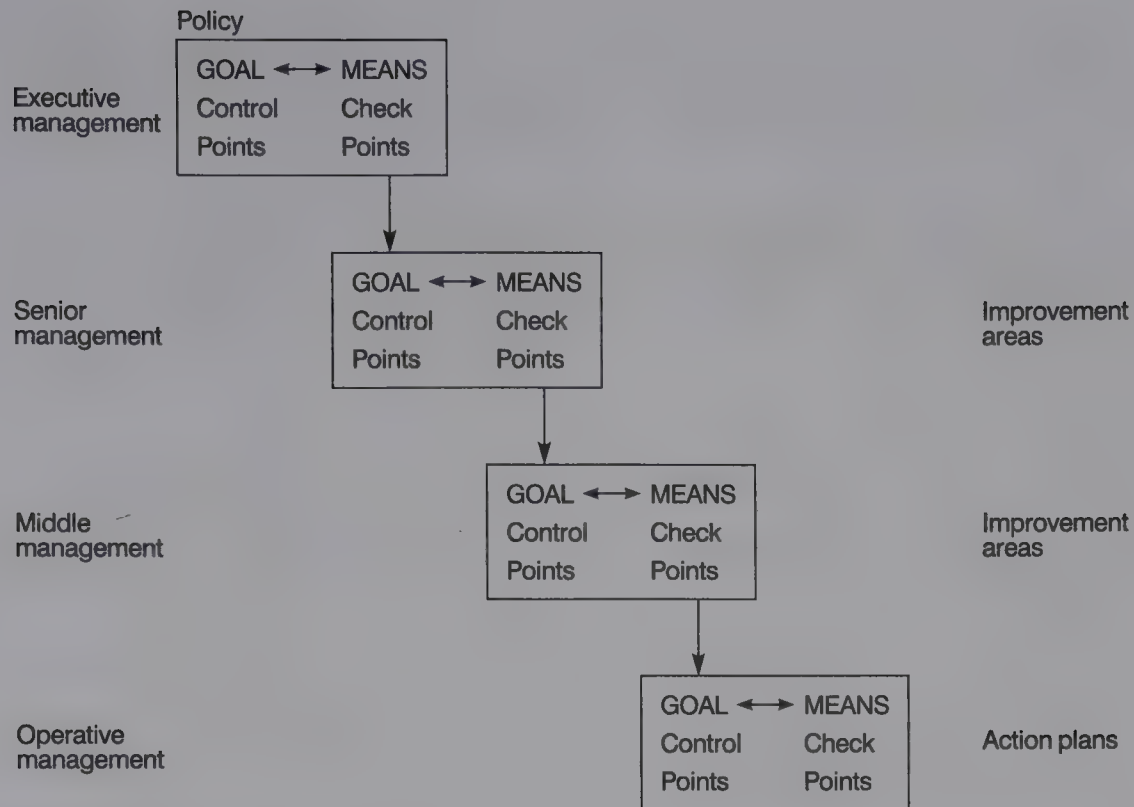 Policy
GOAL ↔ MEANS
Executive
management
Control Check
Points Points
GOAL ↔ MEANS
Senior
management
Control Check
Points Points
Improvement
areas
GOAL ↔ MEANS
Middle
management
Control Check
Points Points
Improvement
areas
GOAL ↔ MEANS
Operative
management
Control Check
Points Points
Action plans